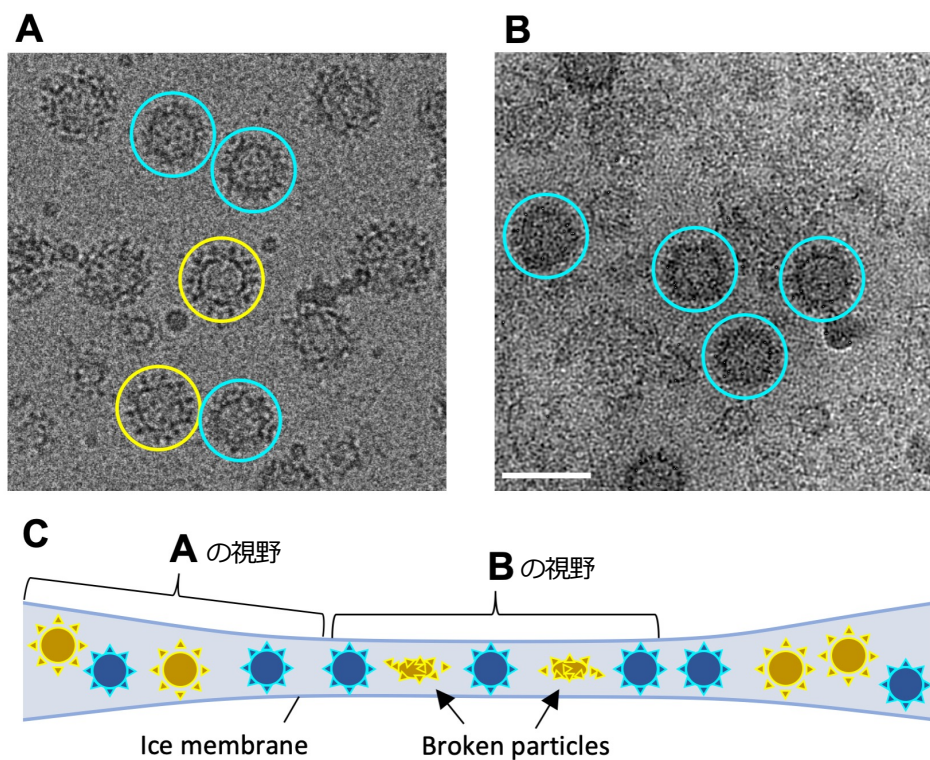 A
B
C
A の視野
B の視野
Ice membrane
Broken particles